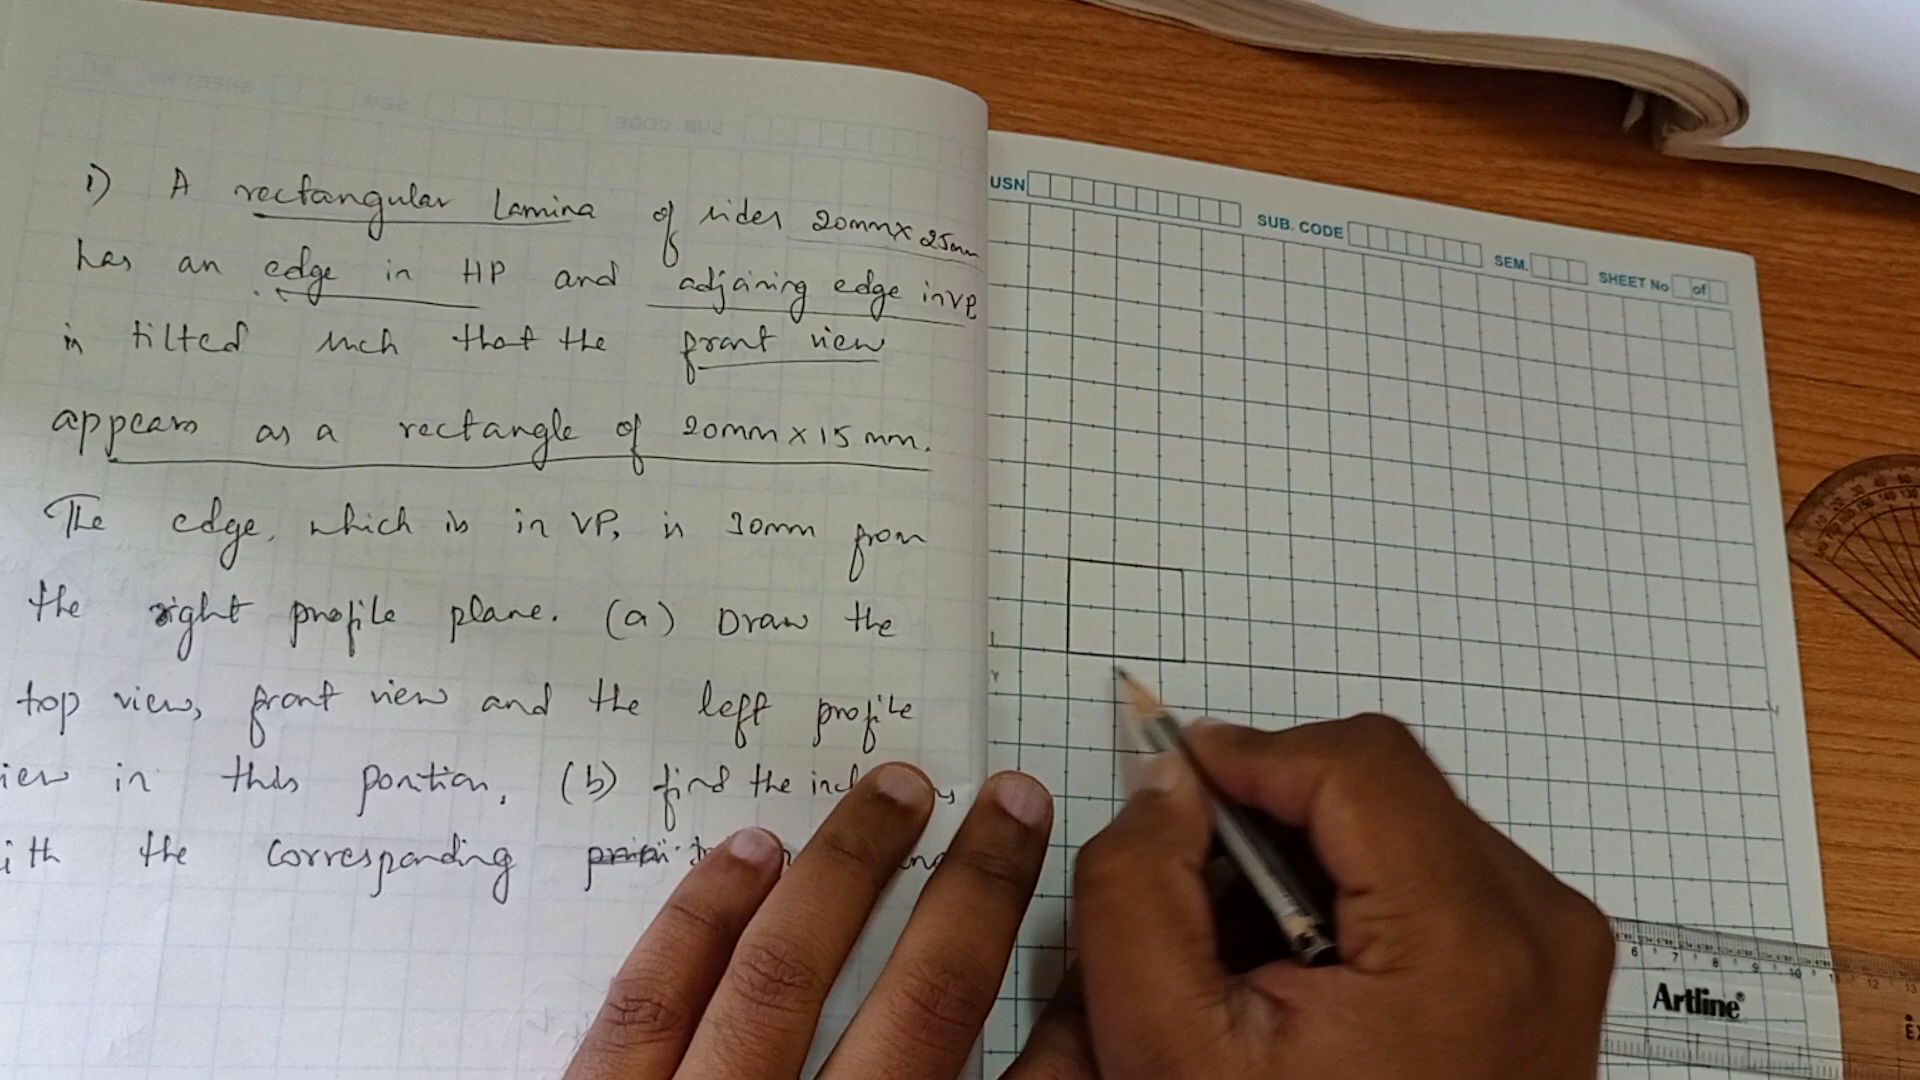 1) A rectangular Lamina of sides 20mm x 25mm
has an edge in HP and adjoining edge in VP
is tilted such that the front view
appears as a rectangle of 20mm x 15 mm.
The edge, which is in VP, is 30mm from
the right profile plane. (a) Draw the
top view, front view and the left profile
in this position, (b) find the
the corresponding
USN
SUB. CODE
SEM.
SHEET No of
Artline